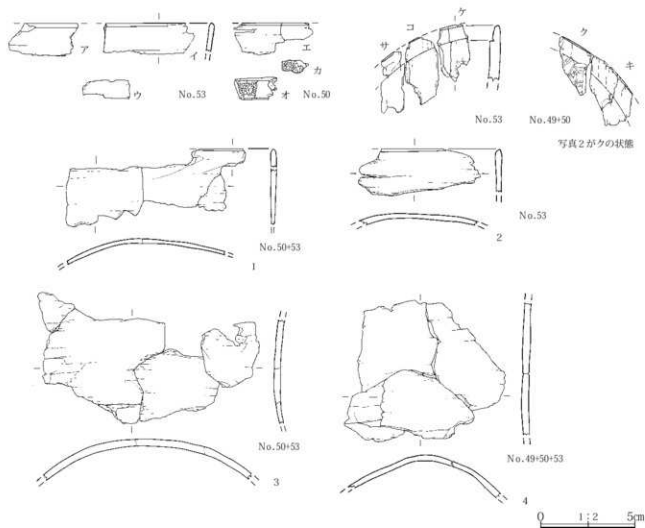 ア
イ
エ
カ
ウ
No.53
オ
No.50
ケ
コ
サ
No.53
ク
キ
No.49+50
写真2がクの状態
No.50+53
1
No.53
2
No.50+53
3
No.49+50+53
4
0 1:2 5cm